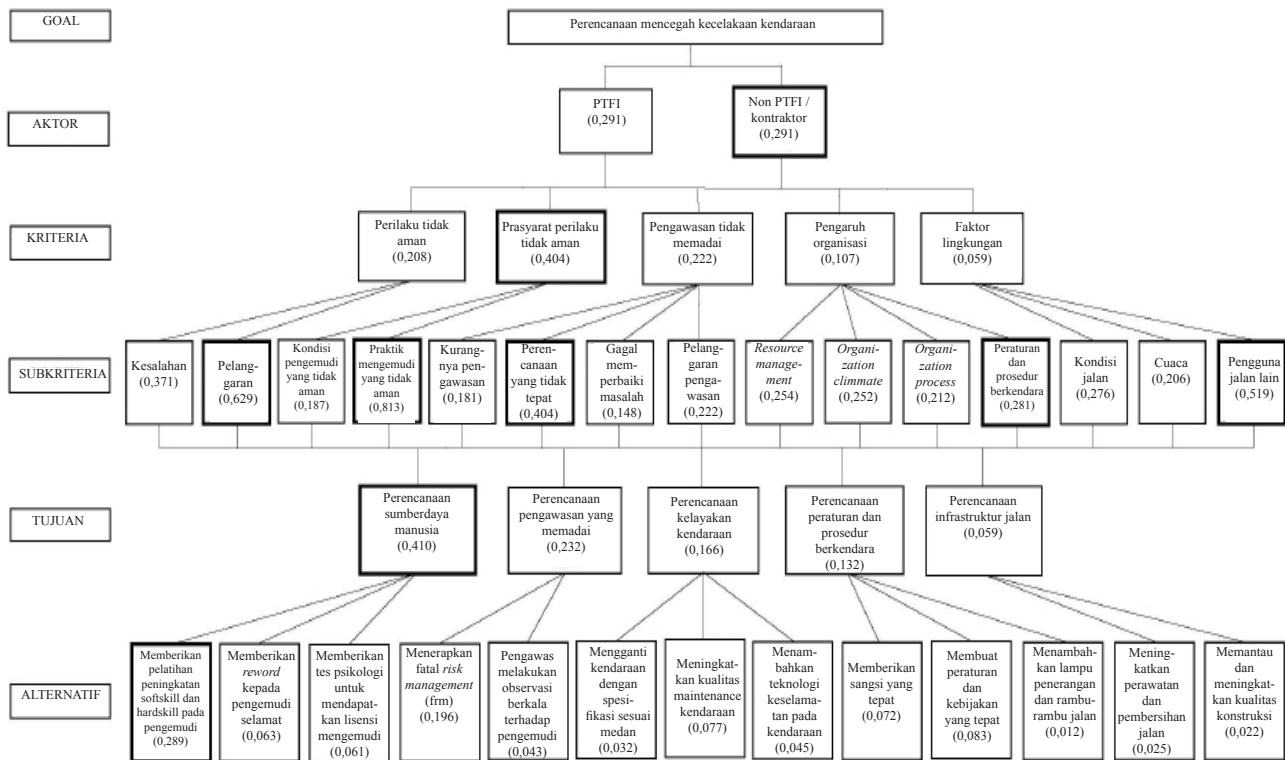 GOAL
Perencanaan mencegah kecelakaan kendaraan
AKTOR
PTFI
(0,291)
Non PTFI /
kontraktor
(0,291)
KRITERIA
Perilaku tidak
aman
(0,208)
Prasyarat perilaku
tidak aman
(0,404)
Pengawasan tidak
memadai
(0,222)
Pengaruh
organisasi
(0,107)
Faktor
lingkungan
(0,059)
SUBKRITERIA
Kesalahan
(0,371)
Pelang-
garan
(0,629)
Kondisi
pengemudi
yang tidak
aman
(0,187)
Praktik
mengemudi
yang tidak
aman
(0,813)
Kurang-
nya pen-
gawasan
(0,181)
Peren-
canaan
yang tidak
tepat
(0,404)
Gagal
mem-
perbaiki
masalah
(0,148)
Pelang-
garan
penga-
wasan
(0,222)
Resource
manage-
ment
(0,254)
Organi-
zation
climmate
(0,252)
Organi-
zation
process
(0,212)
Peraturan
dan
prosedur
berkendara
(0,281)
Kondisi
jalan
(0,276)
Cuaca
(0,206)
Pengguna
jalan lain
(0,519)
TUJUAN
Perencanaan
sumberdaya
manusia
(0,410)
Perencanaan
pengawasan yang
memadai
(0,232)
Perencanaan
kelayakan
kendaraan
(0,166)
Perencanaan
peraturan dan
prosedur
berkendara
(0,132)
Perencanaan
infrastruktur jalan
(0,059)
ALTERNATIF
Memberikan
pelatihan
peningkatan
softskill dan
hardskill pada
pengemudi
(0,289)
Memberikan
reword
kepada
pengemudi
selamat
(0,063)
Memberikan
tes psikologi
untuk
mendapat-
kan lisensi
mengemudi
(0,061)
Menerapkan
fatal risk
management
(frm)
(0,196)
Pengawas
melakukan
observasi
berkala
terhadap
pengemudi
(0,043)
Mengganti
kendaraan
dengan
spesi-
fikasi sesuai
medan
(0,032)
Meningkat-
kan kualitas
maintenance
kendaraan
(0,077)
Menam-
bahkan
teknologi
keselama-
tan pada
kendaraan
(0,045)
Memberikan
sangsi yang
tepat
(0,072)
Membuat
peraturan
dan
kebijakan
yang tepat
(0,083)
Menambah-
kan lampu
penerangan
dan rambu-
rambu jalan
(0,012)
Mening-
katkan
perawatan
dan
pembersihan
jalan
(0,025)
Memantau
dan
meningkat-
kan kualitas
konstruksi
(0,022)